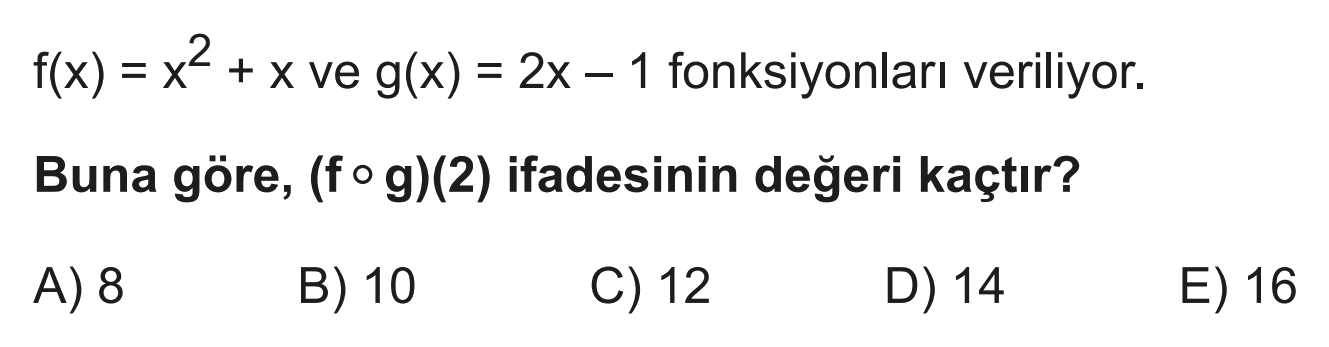 f(x) = x² + x ve g(x) = 2x – 1 fonksiyonları veriliyor.
Buna göre, (f ∘ g)(2) ifadesinin değeri kaçtır?
A) 8 B) 10 C) 12 D) 14 E) 16